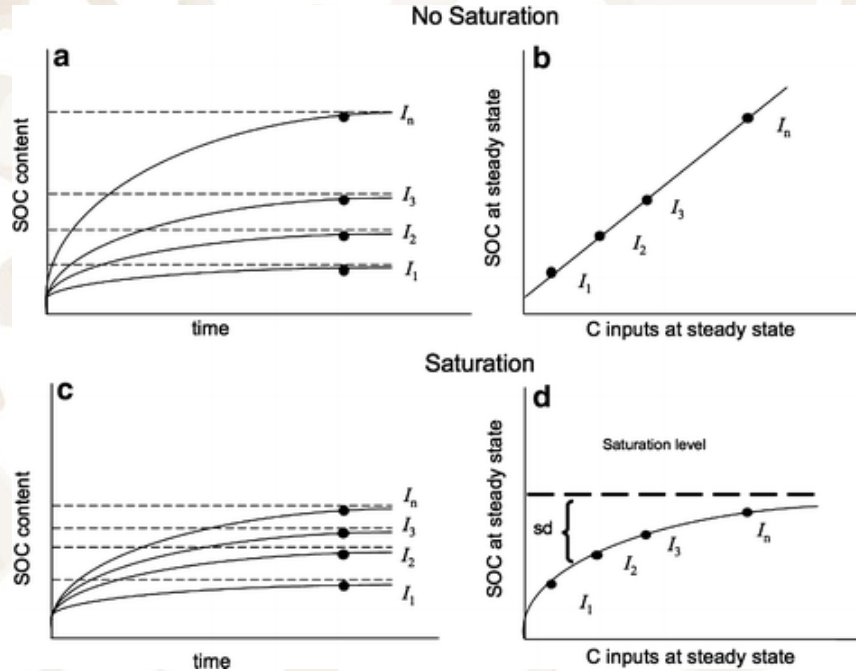 No Saturation
a
SOC content
Iₙ
I₃
I₂
I₁
time
b
SOC at steady state
Iₙ
I₃
I₂
I₁
C inputs at steady state
Saturation
c
SOC content
Iₙ
I₃
I₂
I₁
time
d
SOC at steady state
Saturation level
sd
Iₙ
I₃
I₂
I₁
C inputs at steady state